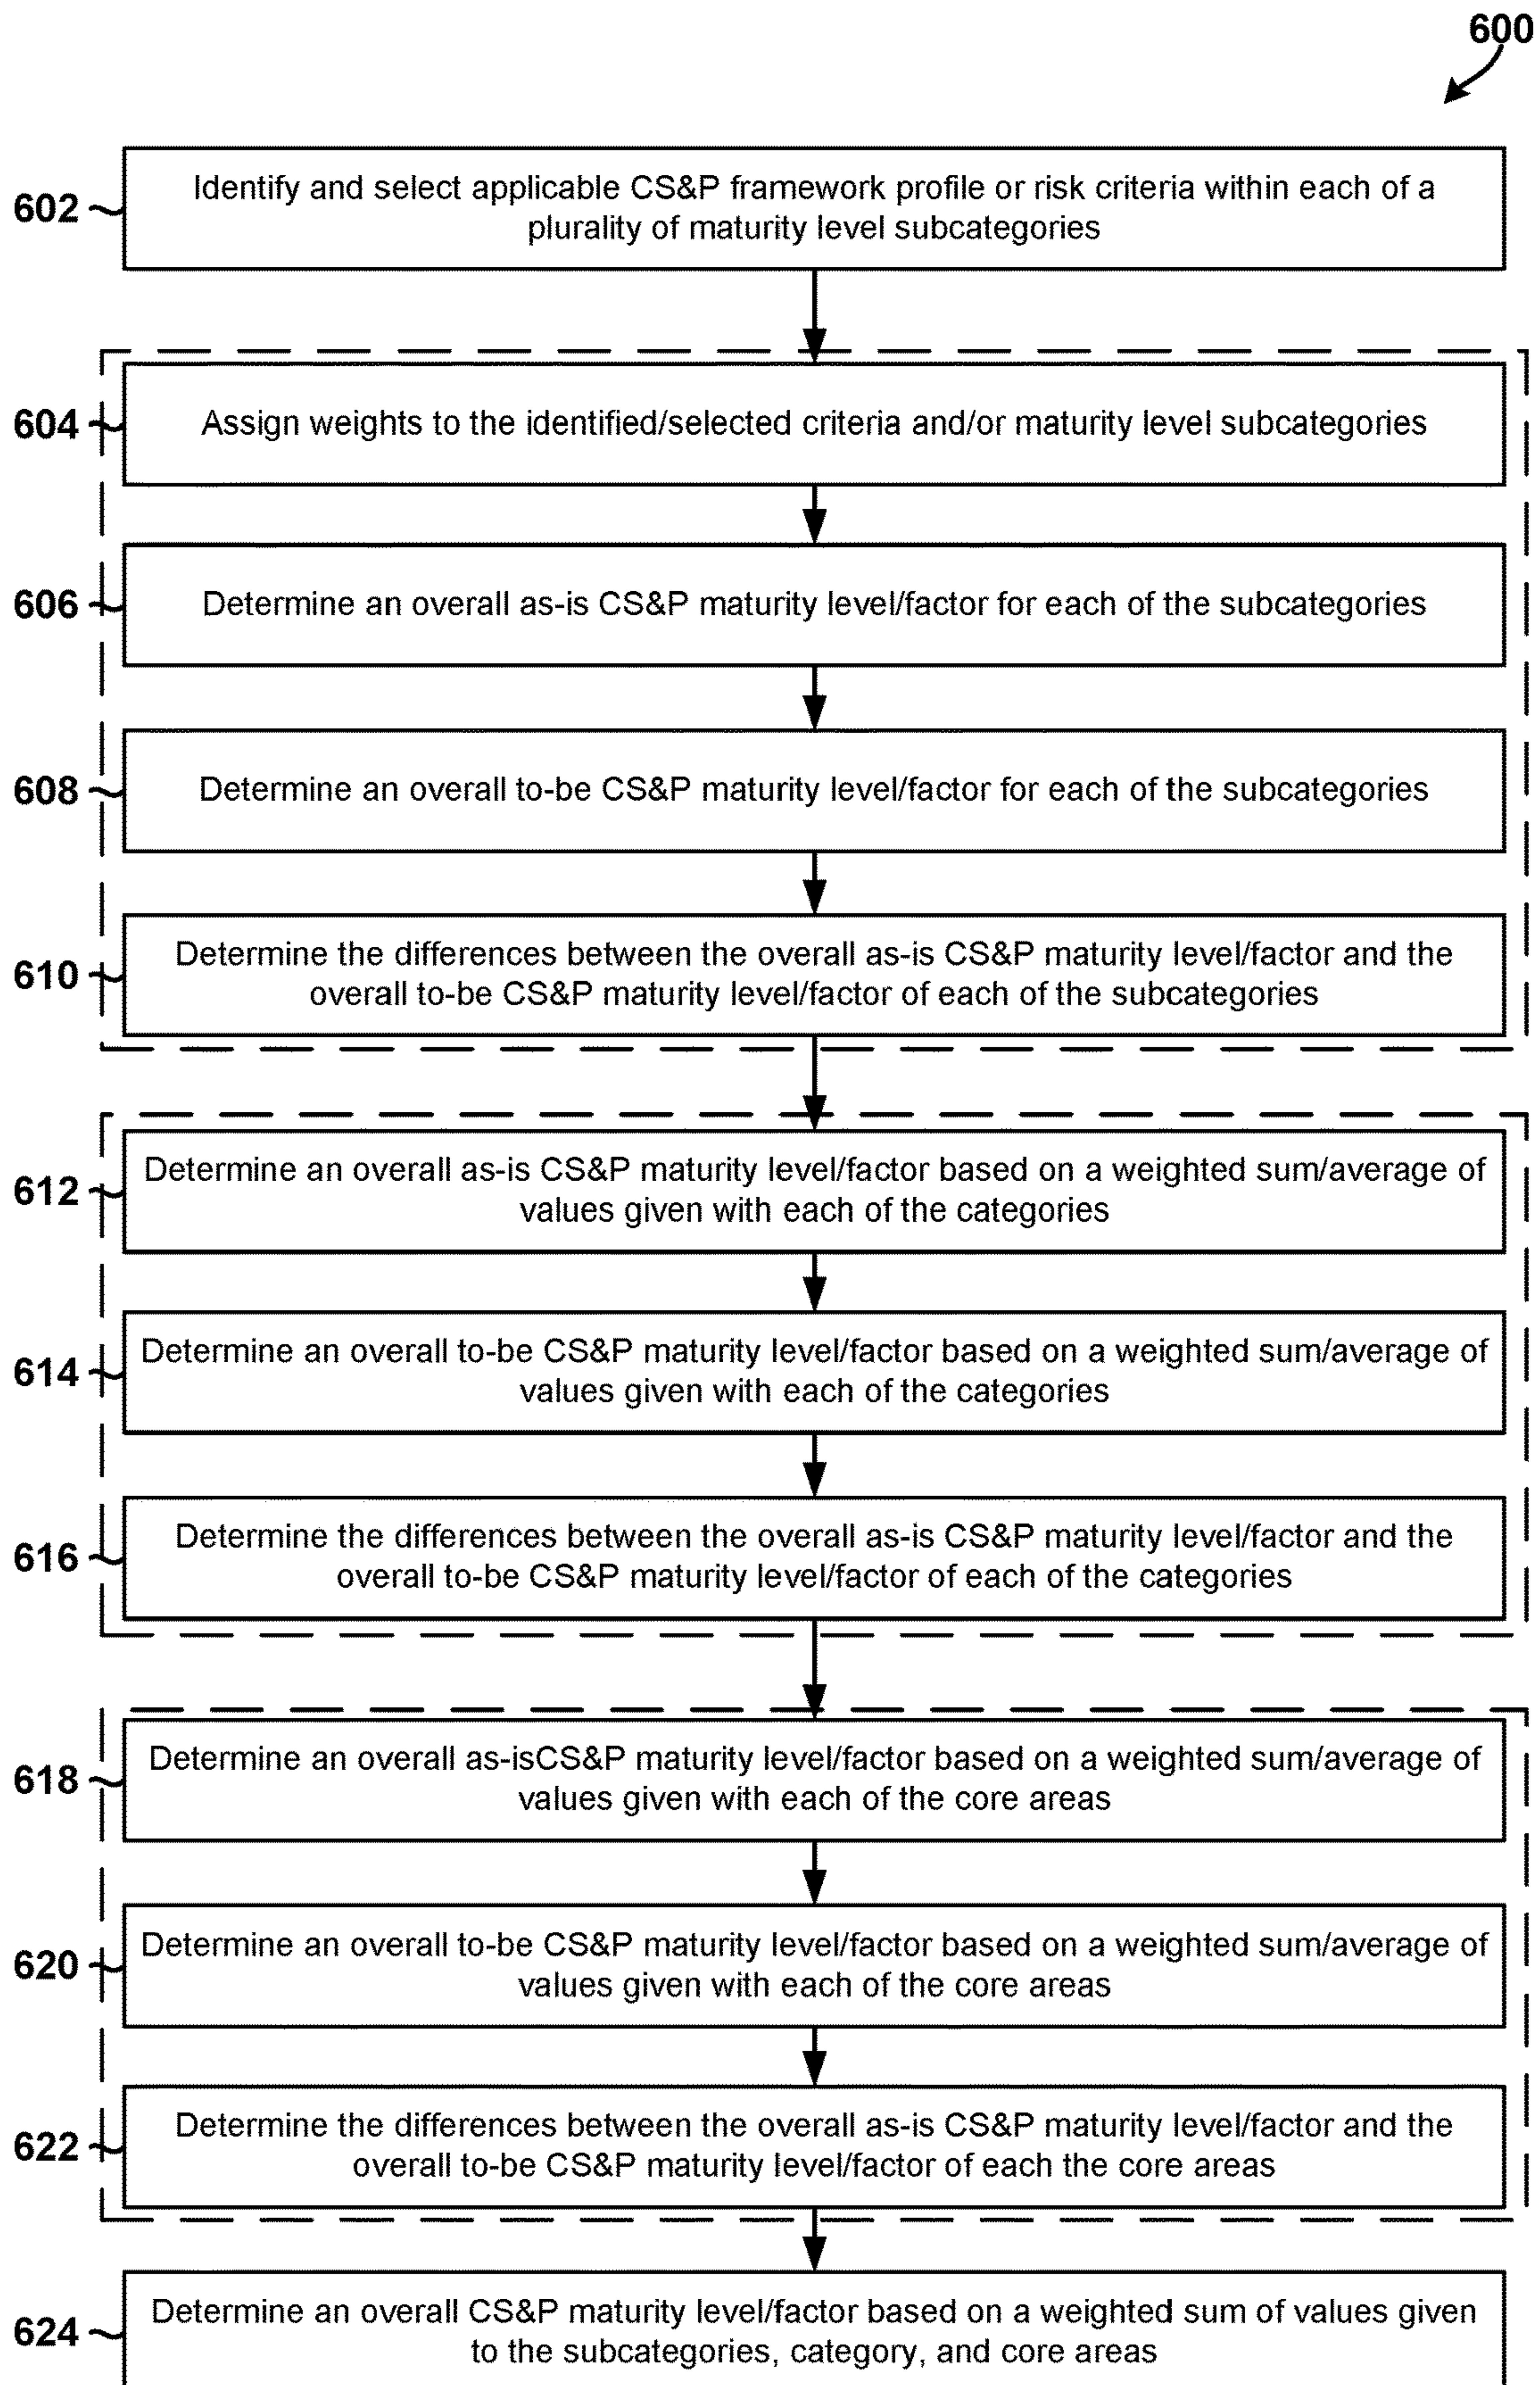 600
602
Identify and select applicable CS&P framework profile or risk criteria within each of a
plurality of maturity level subcategories
604
Assign weights to the identified/selected criteria and/or maturity level subcategories
606
Determine an overall as-is CS&P maturity level/factor for each of the subcategories
608
Determine an overall to-be CS&P maturity level/factor for each of the subcategories
610
Determine the differences between the overall as-is CS&P maturity level/factor and the
overall to-be CS&P maturity level/factor of each of the subcategories
612
Determine an overall as-is CS&P maturity level/factor based on a weighted sum/average of
values given with each of the categories
614
Determine an overall to-be CS&P maturity level/factor based on a weighted sum/average of
values given with each of the categories
616
Determine the differences between the overall as-is CS&P maturity level/factor and the
overall to-be CS&P maturity level/factor of each of the categories
618
Determine an overall as-isCS&P maturity level/factor based on a weighted sum/average of
values given with each of the core areas
620
Determine an overall to-be CS&P maturity level/factor based on a weighted sum/average of
values given with each of the core areas
622
Determine the differences between the overall as-is CS&P maturity level/factor and the
overall to-be CS&P maturity level/factor of each the core areas
624
Determine an overall CS&P maturity level/factor based on a weighted sum of values given
to the subcategories, category, and core areas